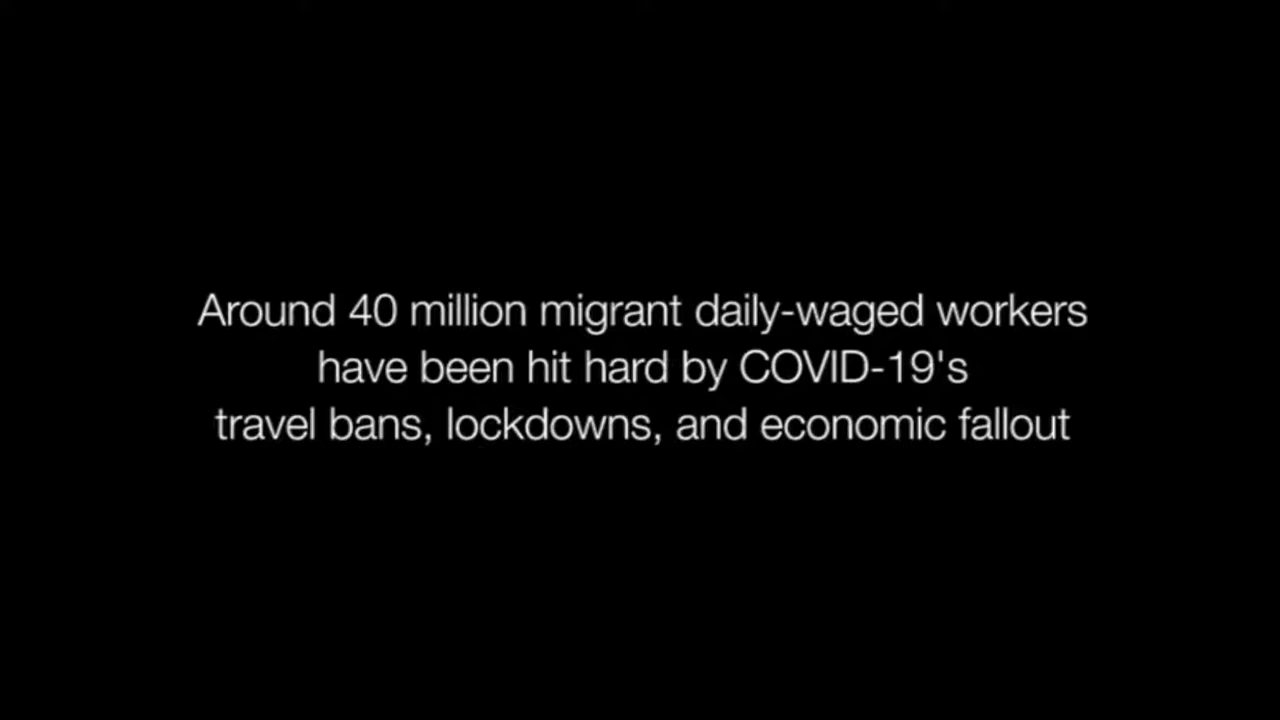 Around 40 million migrant daily-waged workers
have been hit hard by COVID-19's
travel bans, lockdowns, and economic fallout